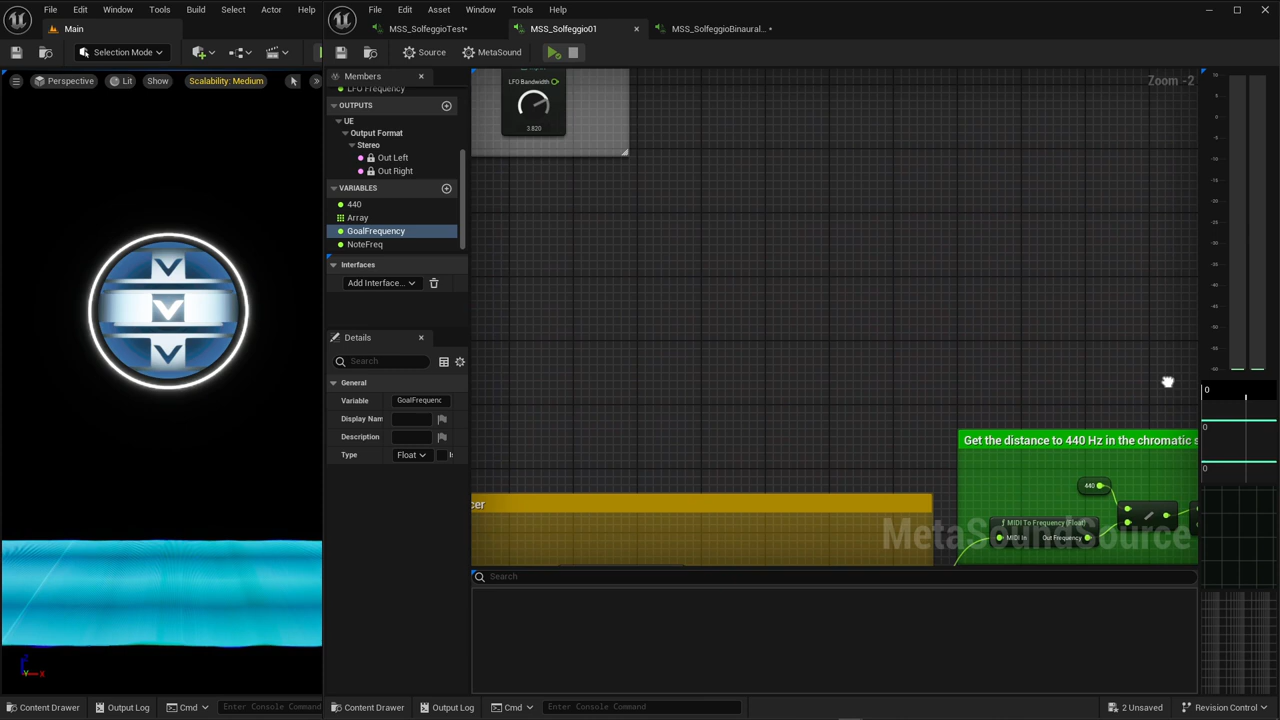 File Edit Window Tools Build Select Actor Help
Main
Selection Mode
Perspective Lit Show Scalability: Medium
File Edit Asset Window Tools Help
MSS_SolfeggioTest* MSS_Solfeggio01 MSS_SolfeggioBinaural... *
Source MetaSound
Members
LFO Frequency
OUTPUTS
UE
Output Format
Stereo
Out Left
Out Right
VARIABLES
440
Array
GoalFrequency
NoteFreq
Interfaces
Add Interface...
Details
Search
General
Variable GoalFrequenc
Display Nam
Description
Type Float
LFO Bandwidth
3.820
Zoom -2
cer
Get the distance to 440 Hz in the chromatic s
440
MIDI To Frequency (Float)
MIDI In Out Frequency
MetaSoundSource
Search
0
0
0
Content Drawer Output Log Cmd Enter Console Command
Content Drawer Output Log Cmd Enter Console Command 2 Unsaved Revision Control